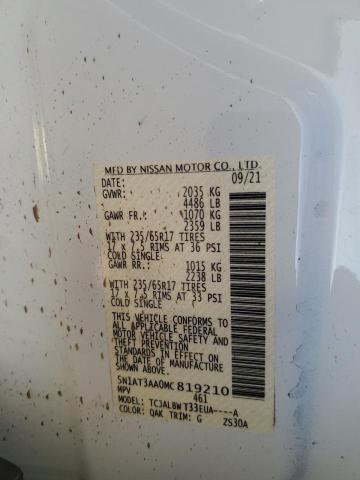 MFD BY NISSAN MOTOR CO., LTD.
DATE: 09/21
GVWR: 2035 KG
4486 LB
GAWR FR: 1070 KG
2359 LB
WITH 235/65R17 TIRES
17 x 7.5 RIMS AT 36 PSI
COLD SINGLE
GAWR RR: 1015 KG
2238 LB
WITH 235/65R17 TIRES
17 x 7.5 RIMS AT 33 PSI
COLD SINGLE
THIS VEHICLE CONFORMS
TO ALL APPLICABLE FEDERAL
MOTOR VEHICLE SAFETY
AND THEFT PREVENTION
STANDARDS IN EFFECT ON
THE DATE OF MANUFACTURE
SHOWN ABOVE.
5N1AT3AA0MC 819210
MPV 461
MODEL: TCJALBW T33EUA----A
COLOR: QAK TRIM: G ZS30A